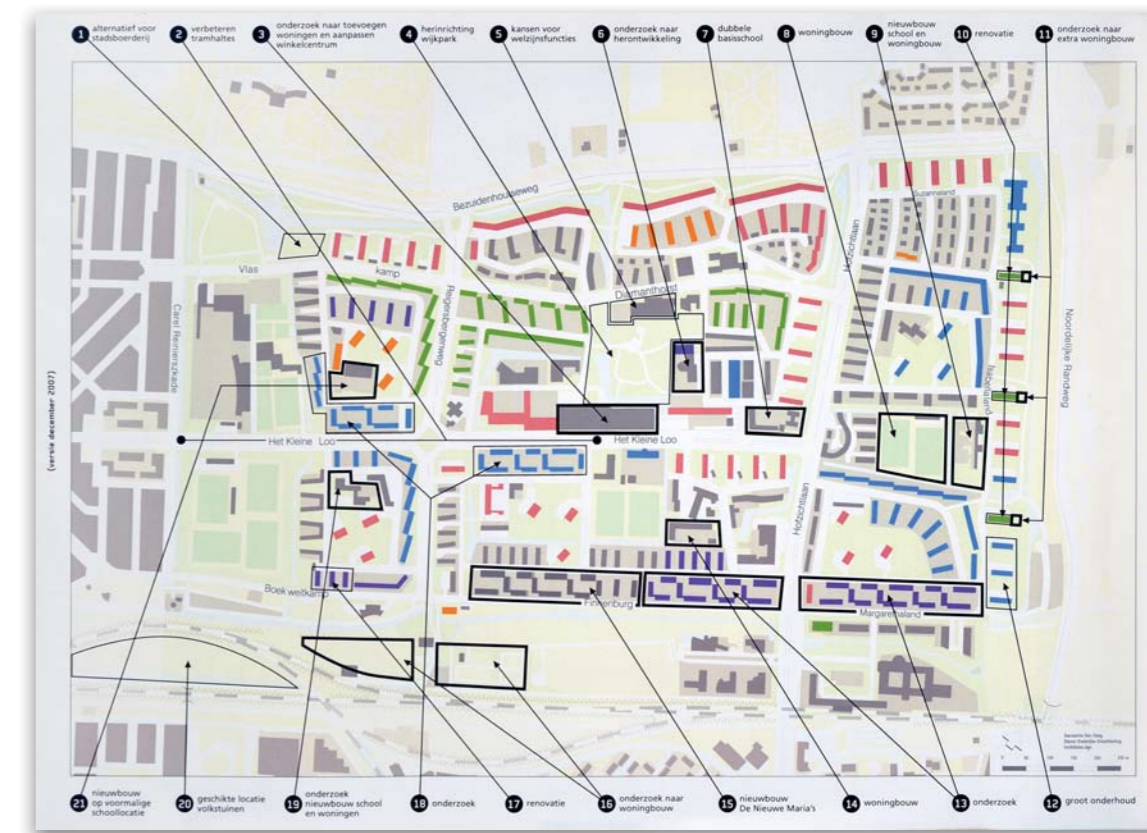 1 alternatief voor
stadsboerderij
2 verbeteren
tramhaltes
3 onderzoek naar toevoegen
woningen en aanpassen
winkelcentrum
4 herinrichting
wijkpark
5 kansen voor
welzijnsfuncties
6 onderzoek naar
herontwikkeling
7 dubbele
basisschool
8 woningbouw
9 nieuwbouw
school en
woningbouw
10 renovatie
11 onderzoek naar
extra woningbouw
(versie december 2007)
Bezuidenhoutseweg
Suzannaland
Vlas
kamp
Diamanthorst
Hofzichtlaan
Carel Reinierszkade
Reigersbergenweg
Isabellaland
Noordelijke Randweg
Het Kleine Loo
Het Kleine Loo
Hofzichtlaan
Boekweitkamp
Finnenburg
Margarethaland
21 nieuwbouw
op voormalige
schoollocatie
20 geschikte locatie
volkstuinen
19 onderzoek
nieuwbouw school
en woningen
18 onderzoek
17 renovatie
16 onderzoek naar
woningbouw
15 nieuwbouw
De Nieuwe Maria's
14 woningbouw
13 onderzoek
12 groot onderhoud